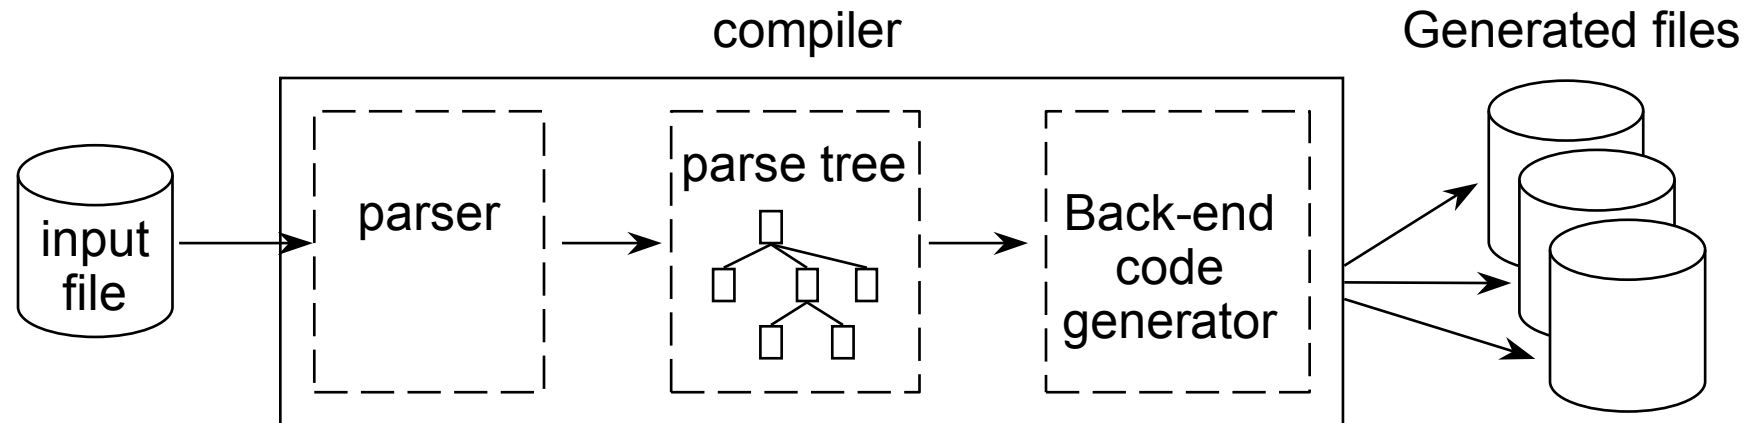 compiler
Generated files
input
file
parser
parse tree
Back-end
code
generator